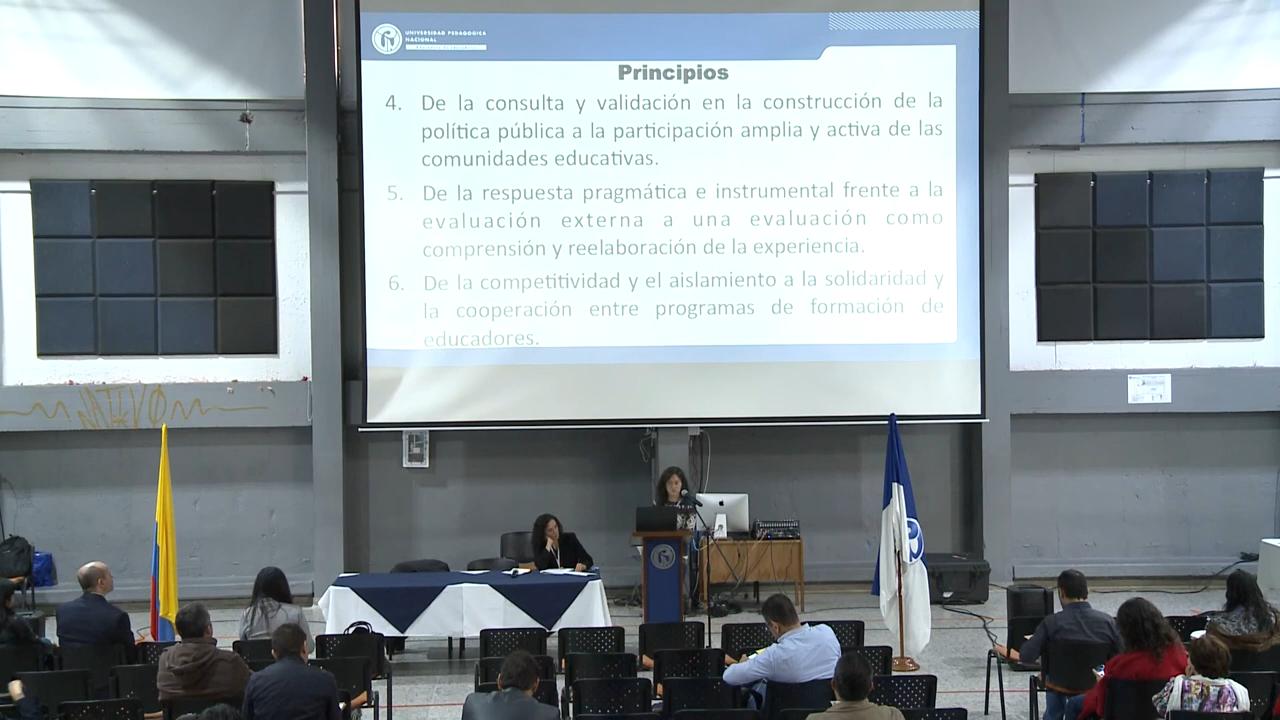 UNIVERSIDAD PEDAGOGICA
NACIONAL
Principios
4. De la consulta y validación en la construcción de la
política pública a la participación amplia y activa de las
comunidades educativas.
5. De la respuesta pragmática e instrumental frente a la
evaluación externa a una evaluación como
comprensión y reelaboración de la experiencia.
6. De la competitividad y el aislamiento a la solidaridad y
la cooperación entre programas de formación de
educadores.